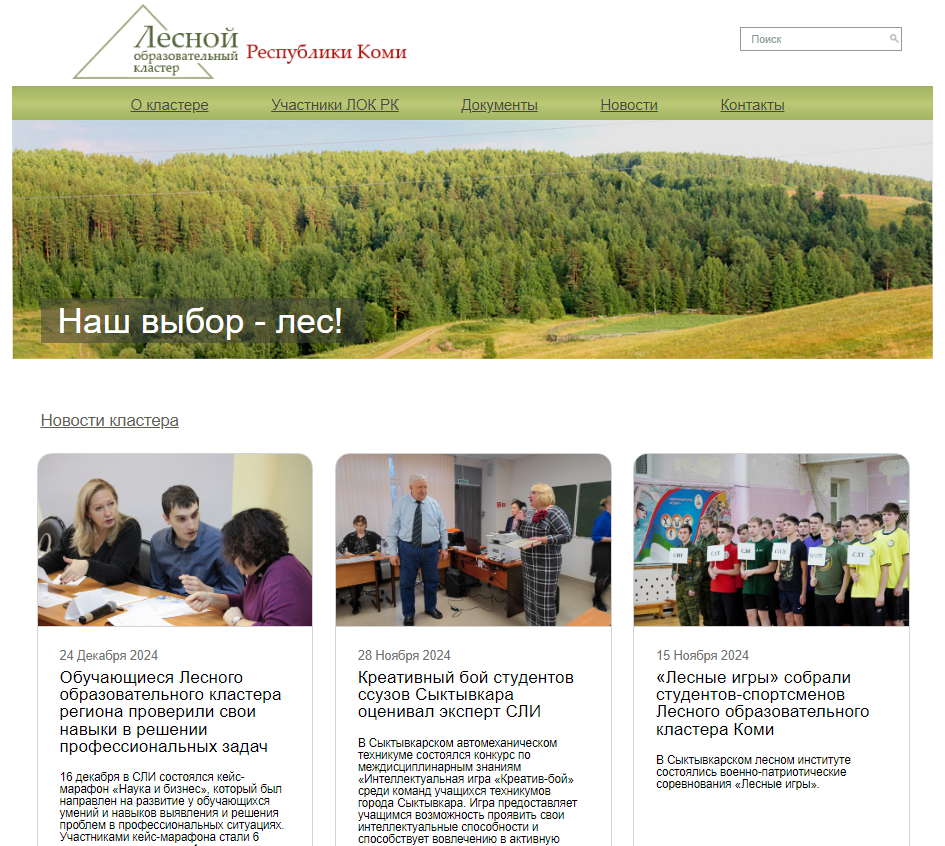 Лесной
образовательный
кластер
Республики Коми
Поиск
О кластере
Участники ЛОК РК
Документы
Новости
Контакты
Наш выбор - лес!
Новости кластера
24 Декабря 2024
Обучающиеся Лесного
образовательного кластера
региона проверили свои
навыки в решении
профессиональных задач
16 декабря в СЛИ состоялся кейс-
марафон «Наука и бизнес», который был
направлен на развитие у обучающихся
умений и навыков выявления и решения
проблем в профессиональных ситуациях.
Участниками кейс-марафона стали 6
28 Ноября 2024
Креативный бой студентов
ссузов Сыктывкара
оценивал эксперт СЛИ
В Сыктывкарском автомеханическом
техникуме состоялся конкурс по
междисциплинарным знаниям
«Интеллектуальная игра «Креатив-бой»
среди команд учащихся техникумов
города Сыктывкара. Игра предоставляет
учащимся возможность проявить свои
интеллектуальные способности и
способствует вовлечению в активную
СЛТ
15 Ноября 2024
«Лесные игры» собрали
студентов-спортсменов
Лесного образовательного
кластера Коми
В Сыктывкарском лесном институте
состоялись военно-патриотические
соревнования «Лесные игры».